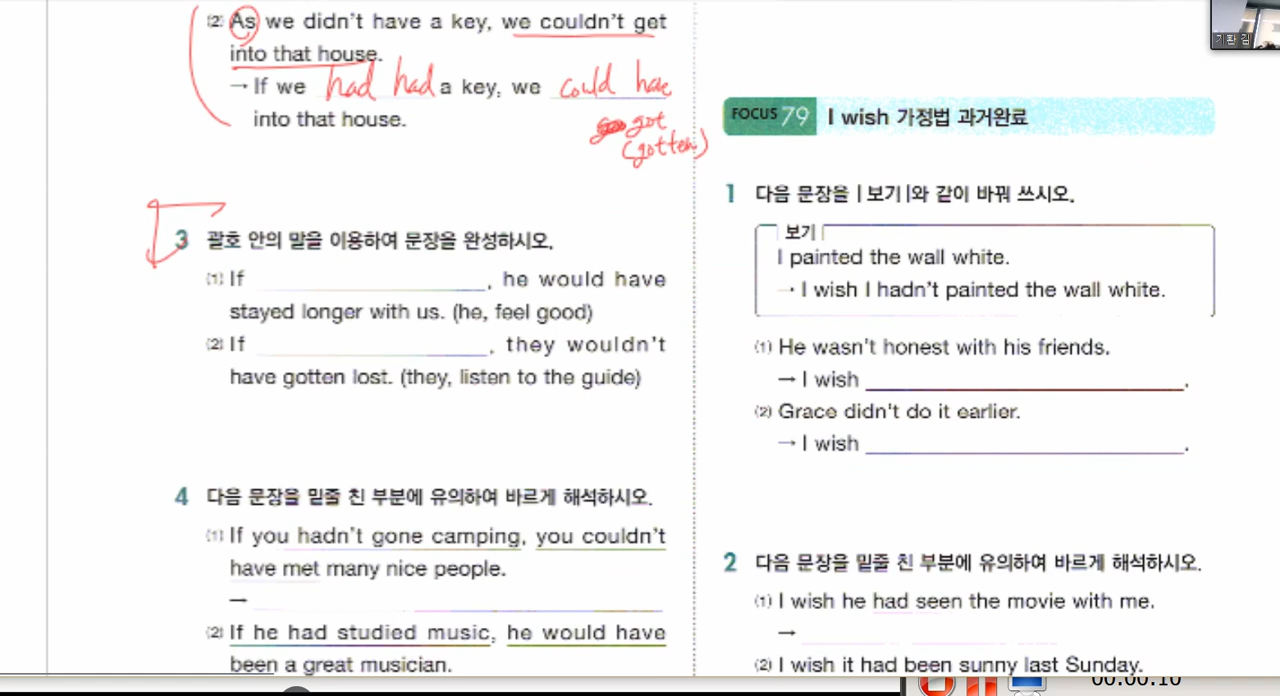 (2) As we didn't have a key, we couldn't get
into that house.
→ If we had had a key, we could have
got
into that house.
(gotten)
3 괄호 안의 말을 이용하여 문장을 완성하시오.
(1) If , he would have
stayed longer with us. (he, feel good)
(2) If , they wouldn't
have gotten lost. (they, listen to the guide)
4 다음 문장을 밑줄 친 부분에 유의하여 바르게 해석하시오.
(1) If you hadn't gone camping, you couldn't
have met many nice people.
→
(2) If he had studied music, he would have
been a great musician.
기환 김
FOCUS 79 I wish 가정법 과거완료
1 다음 문장을 |보기|와 같이 바꿔 쓰시오.
보기
I painted the wall white.
→ I wish I hadn't painted the wall white.
(1) He wasn't honest with his friends.
→ I wish .
(2) Grace didn't do it earlier.
→ I wish .
2 다음 문장을 밑줄 친 부분에 유의하여 바르게 해석하시오.
(1) I wish he had seen the movie with me.
→
(2) I wish it had been sunny last Sunday.
00:00:10